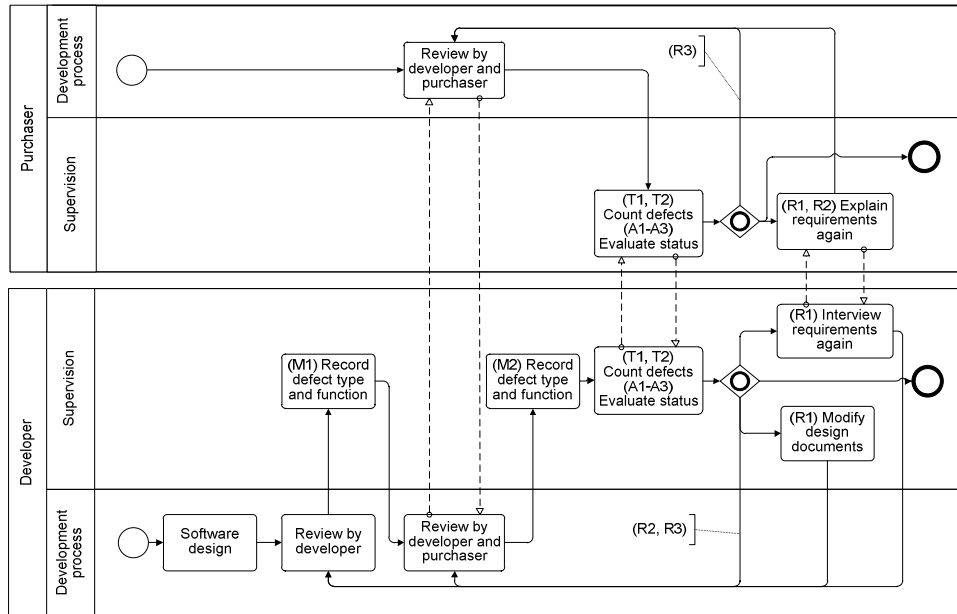 Purchaser
Development
process
Review by
developer and
purchaser
(R3)
Supervision
(T1, T2)
Count defects
(A1-A3)
Evaluate status
(R1, R2) Explain
requirements
again
Developer
Supervision
(M1) Record
defect type
and function
(M2) Record
defect type
and function
(T1, T2)
Count defects
(A1-A3)
Evaluate status
(R1) Interview
requirements
again
(R1) Modify
design
documents
Development
process
Software
design
Review by
developer
Review by
developer and
purchaser
(R2, R3)